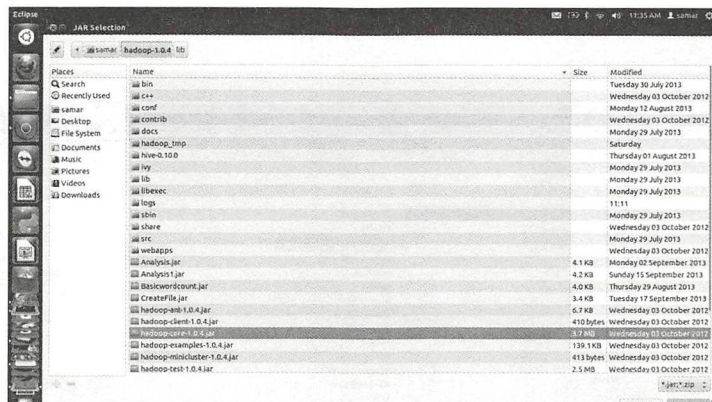 Eclipse
11:35 AM samar
JAR Selection
samar hadoop-1.0.4 lib
Places Name Size Modified
Search bin Tuesday 30 July 2013
Recently Used c++ Wednesday 03 October 2012
samar conf Monday 12 August 2013
Desktop contrib Wednesday 03 October 2012
File System docs Monday 29 July 2013
hadoop_tmp Saturday
Documents hive-0.10.0 Thursday 01 August 2013
Music ivy Monday 29 July 2013
Pictures lib Monday 29 July 2013
Videos libexec Monday 29 July 2013
Downloads logs 11:11
sbin Monday 29 July 2013
share Wednesday 03 October 2012
src Monday 29 July 2013
webapps Wednesday 03 October 2012
Analysis.jar 4.1 KB Monday 02 September 2013
Analysis1.jar 4.2 KB Sunday 15 September 2013
Basicwordcount.jar 4.0 KB Thursday 29 August 2013
CreateFile.jar 3.4 KB Tuesday 17 September 2013
hadoop-ant-1.0.4.jar 6.7 KB Wednesday 03 October 2012
hadoop-client-1.0.4.jar 410 bytes Wednesday 03 October 2012
hadoop-core-1.0.4.jar 3.7 MB Wednesday 03 October 2012
hadoop-examples-1.0.4.jar 139.1 KB Wednesday 03 October 2012
hadoop-minicluster-1.0.4.jar 413 bytes Wednesday 03 October 2012
hadoop-test-1.0.4.jar 2.5 MB Wednesday 03 October 2012
*.jar;*.zip